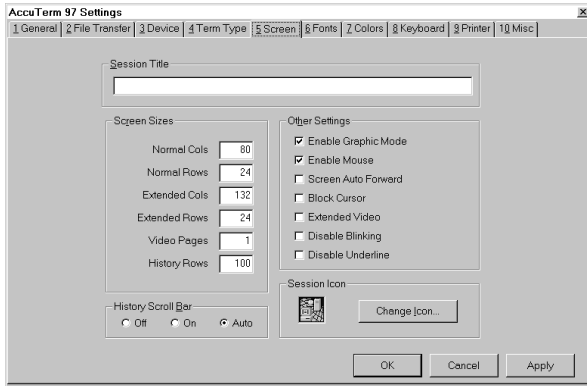 AccuTerm 97 Settings
1 General 2 File Transfer 3 Device 4 Term Type 5 Screen 6 Fonts 7 Colors 8 Keyboard 9 Printer 10 Misc
Session Title
Screen Sizes
Normal Cols 80
Normal Rows 24
Extended Cols 132
Extended Rows 24
Video Pages 1
History Rows 100
History Scroll Bar
Off On Auto
Other Settings
Enable Graphic Mode
Enable Mouse
Screen Auto Forward
Block Cursor
Extended Video
Disable Blinking
Disable Underline
Session Icon
Change Icon...
OK Cancel Apply